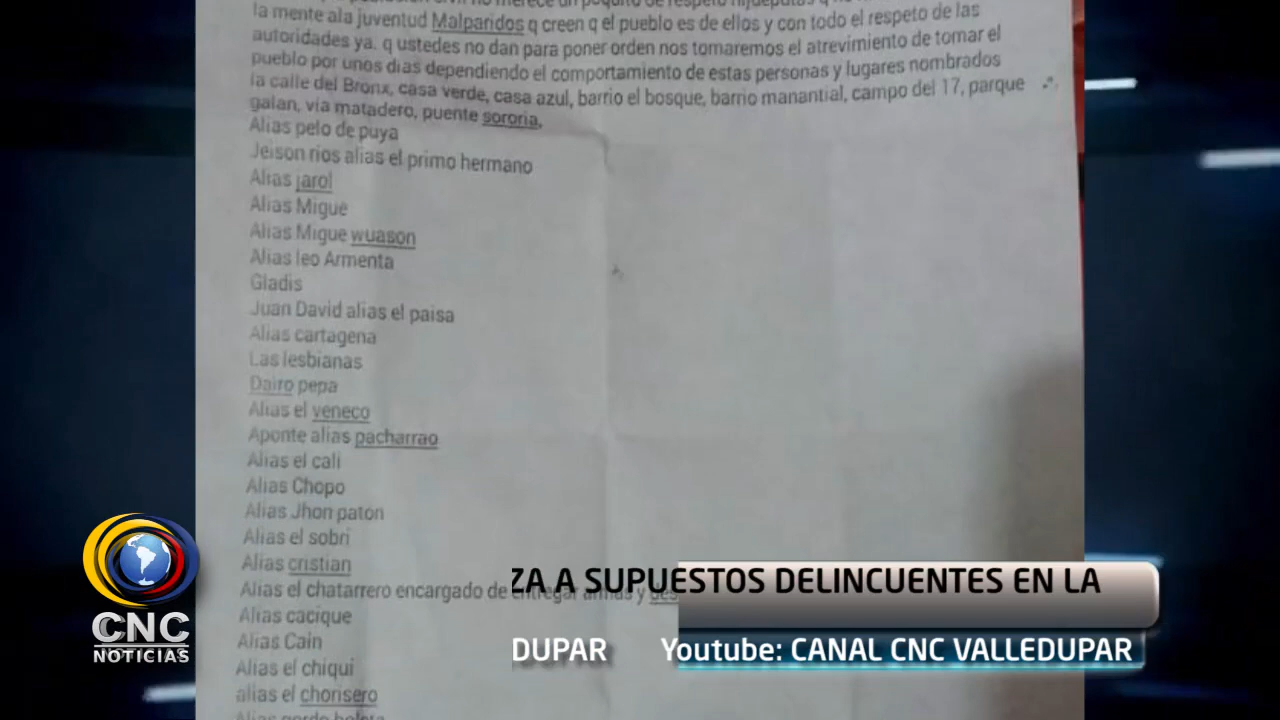 la mente ala juventud Malparidos q creen q el pueblo es de ellos y con todo el respeto de las
autoridades ya. q ustedes no dan para poner orden nos tomaremos el atrevimiento de tomar el
pueblo por unos dias dependiendo el comportamiento de estas personas y lugares nombrados
la calle del Bronx, casa verde, casa azul, barrio el bosque, barrio manantial, campo del 17, parque
galan, via matadero, puente sororia,
Alias pelo de puya
Jeison rios alias el primo hermano
Alias jarol
Alias Migue
Alias Migue wuason
Alias leo Armenta
Gladis
Juan David alias el paisa
Alias cartagena
Las lesbianas
Dairo pepa
Alias el veneco
Aponte alias pacharrao
Alias el cali
Alias Chopo
Alias Jhon paton
Alias el sobri
Alias cristian
Alias el chatarrero encargado de entregar armas y
Alias cacique
Alias Cain
Alias el chiqui
alias el chorisero
Alias gordo
ZA A SUPUESTOS DELINCUENTES EN LA
DUPAR Youtube: CANAL CNC VALLEDUPAR
CNC
NOTICIAS